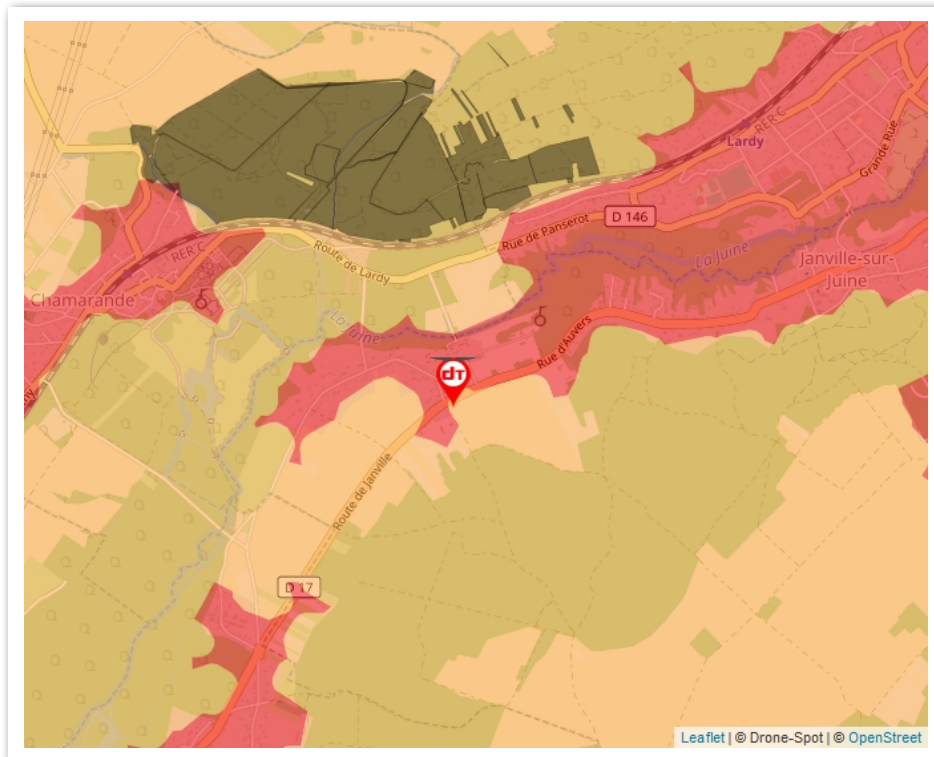 RER C
Lardy
Grande Rue
D 146
Rue de Panserot
La Juine
RER C
Route de Lardy
Janville-sur-
Juine
Chamarande
La Juine
Rue d'Auvers
dT
Route de Janville
D 17
Leaflet | © Drone-Spot | © OpenStreet